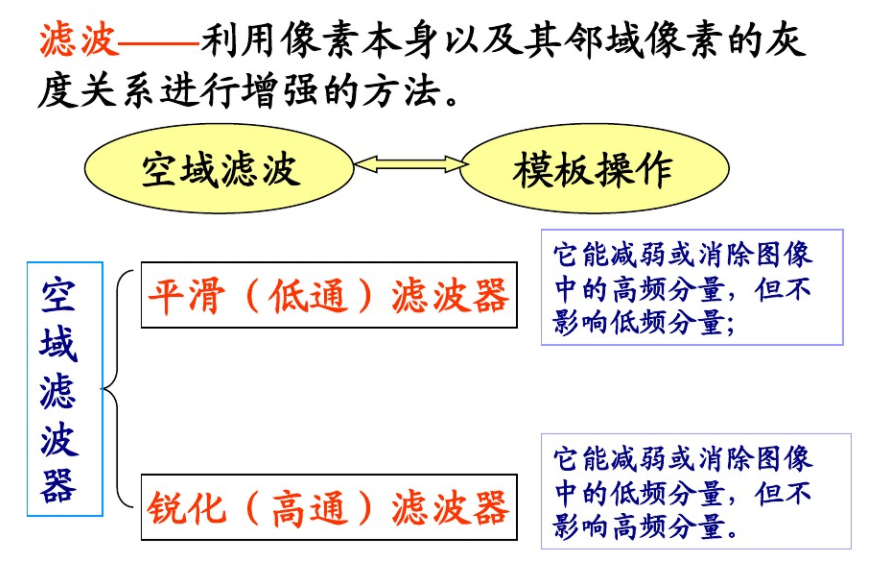 滤波——利用像素本身以及其邻域像素的灰
度关系进行增强的方法。
空域滤波
模板操作
空域滤波器
平滑（低通）滤波器
它能减弱或消除图像
中的高频分量，但不
影响低频分量;
锐化（高通）滤波器
它能减弱或消除图像
中的低频分量，但不
影响高频分量。